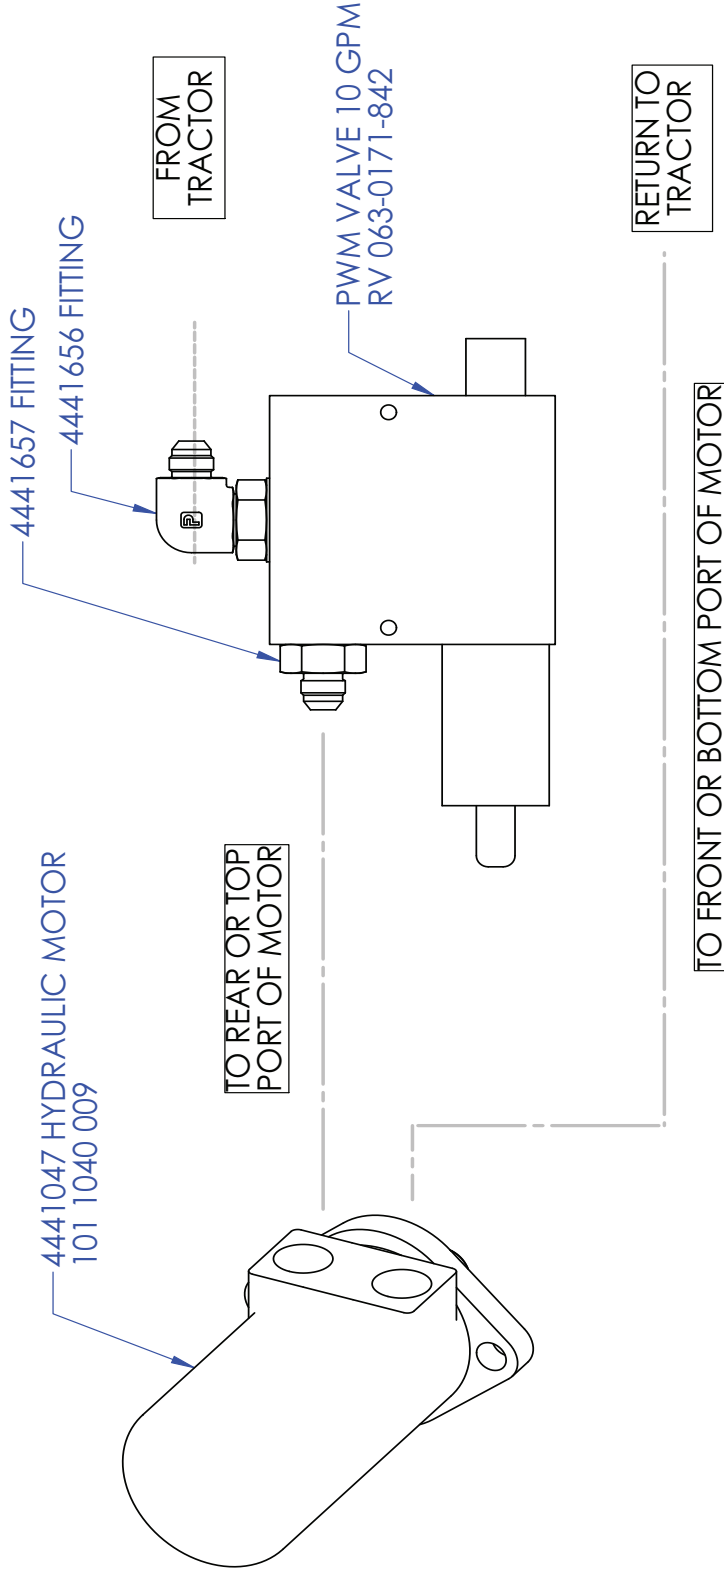 4441047 HYDRAULIC MOTOR
101 1040 009
4441657 FITTING
4441656 FITTING
FROM
TRACTOR
TO REAR OR TOP
PORT OF MOTOR
PWM VALVE 10 GPM
RV 063-0171-842
RETURN TO
TRACTOR
TO FRONT OR BOTTOM PORT OF MOTOR